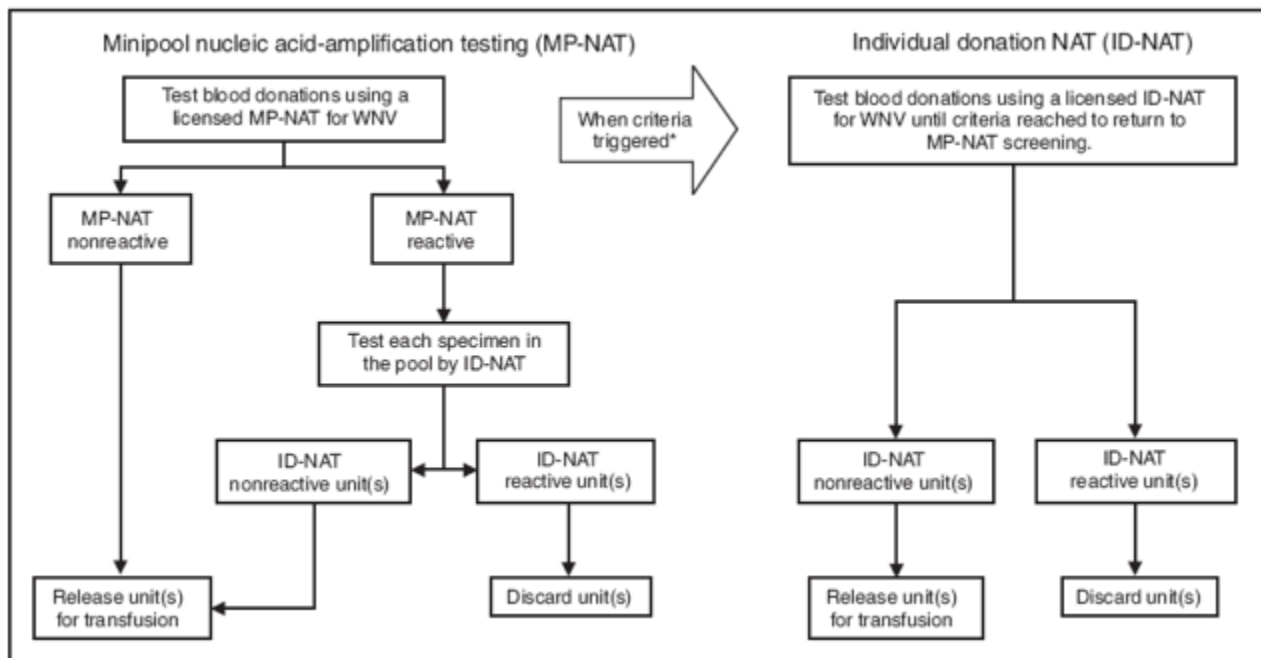 Minipool nucleic acid-amplification testing (MP-NAT)
Test blood donations using a
licensed MP-NAT for WNV
MP-NAT
nonreactive
MP-NAT
reactive
Test each specimen in
the pool by ID-NAT
ID-NAT
nonreactive unit(s)
ID-NAT
reactive unit(s)
Release unit(s)
for transfusion
Discard unit(s)
When criteria
triggered*
Individual donation NAT (ID-NAT)
Test blood donations using a licensed ID-NAT
for WNV until criteria reached to return to
MP-NAT screening.
ID-NAT
nonreactive unit(s)
ID-NAT
reactive unit(s)
Release unit(s)
for transfusion
Discard unit(s)